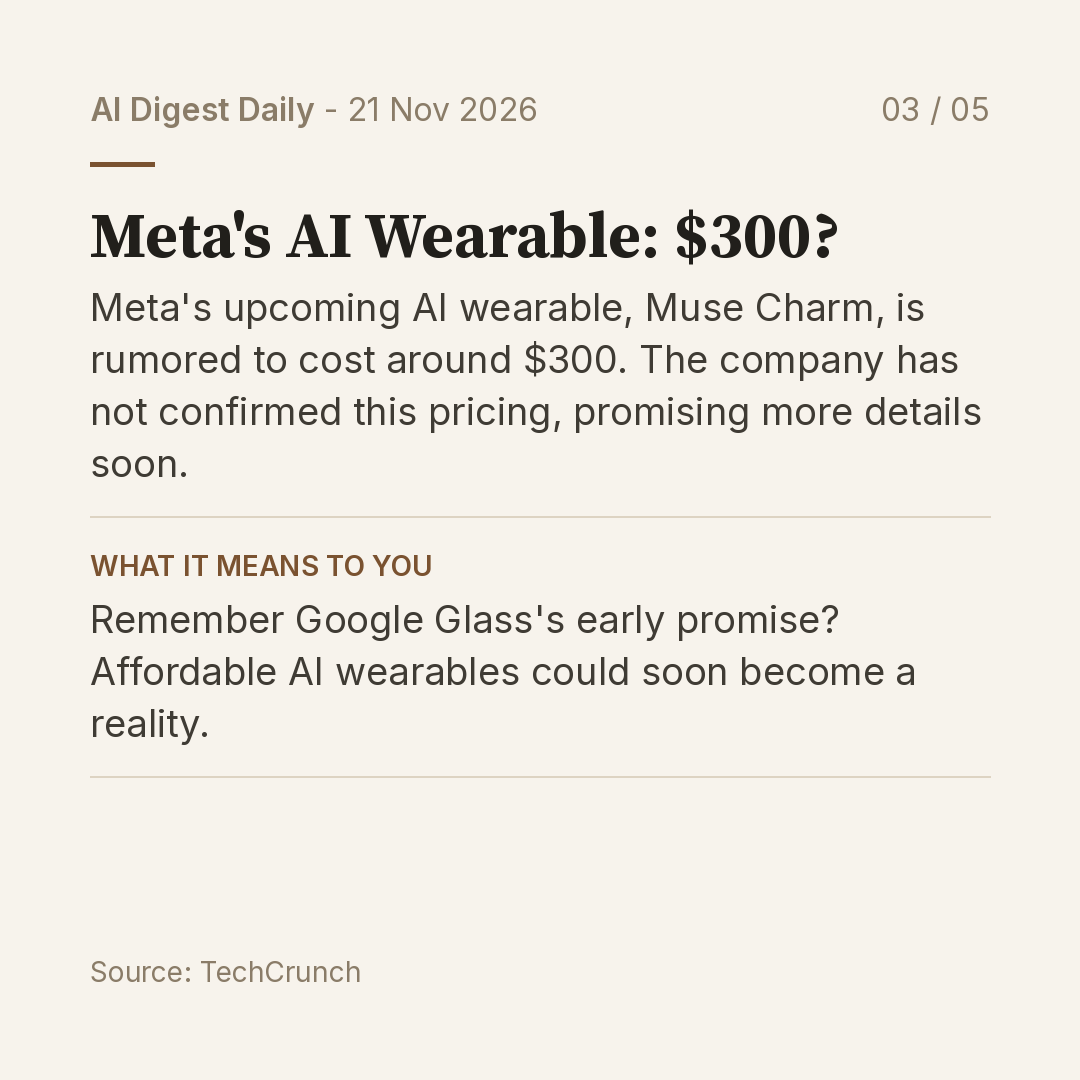 AI Digest Daily - 21 Nov 2026
03 / 05
Meta's AI Wearable: $300?
Meta's upcoming AI wearable, Muse Charm, is
rumored to cost around $300. The company has
not confirmed this pricing, promising more details
soon.
WHAT IT MEANS TO YOU
Remember Google Glass's early promise?
Affordable AI wearables could soon become a
reality.
Source: TechCrunch